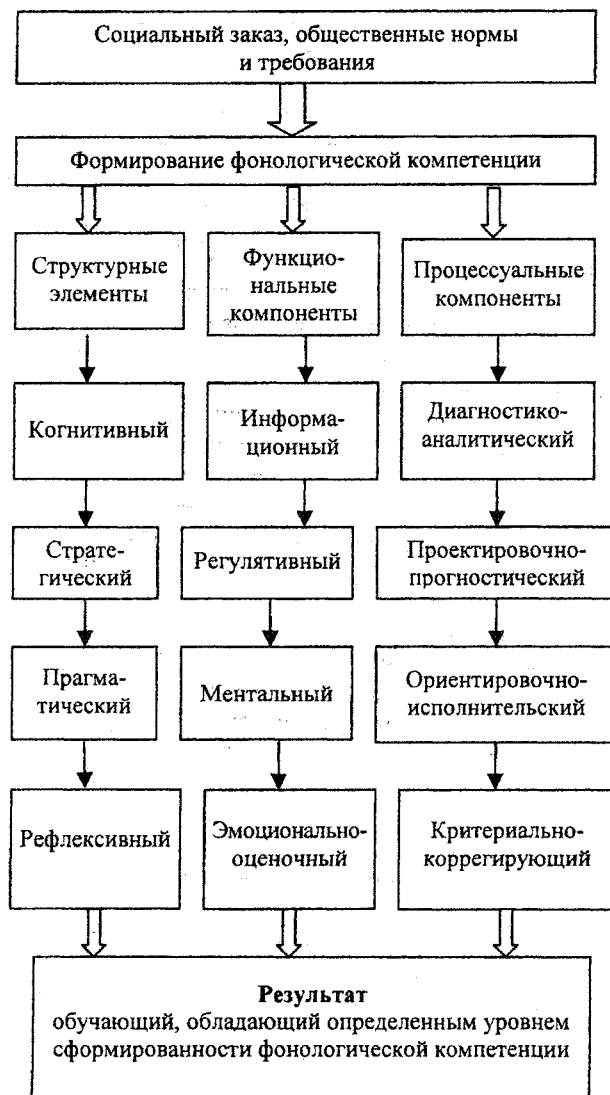 Социальный заказ, общественные нормы
и требования
Формирование фонологической компетенции
Структурные
элементы
Функцио-
нальные
компоненты
Процессуальные
компоненты
Когнитивный
Информа-
ционный
Диагностико-
аналитический
Страте-
гический
Регулятивный
Проектировочно-
прогностический
Прагма-
тический
Ментальный
Ориентировочно-
исполнительский
Рефлексивный
Эмоционально-
оценочный
Критериально-
коррегирующий
Результат
обучающий, обладающий определенным уровнем
сформированности фонологической компетенции